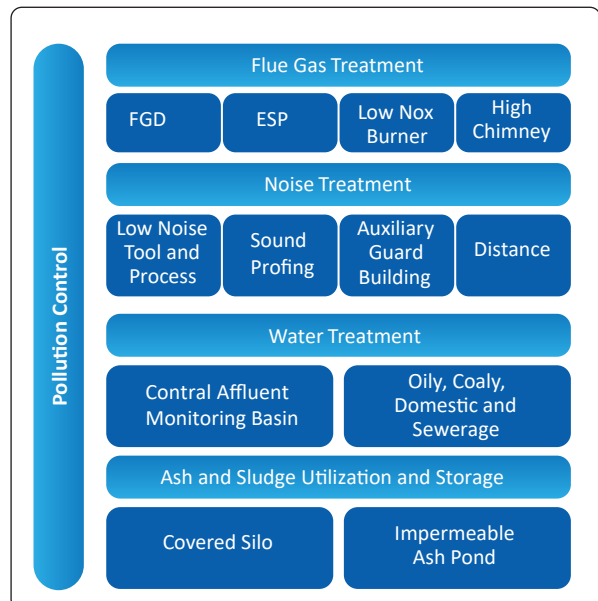 Pollution Control
Flue Gas Treatment
FGD
ESP
Low Nox
Burner
High
Chimney
Noise Treatment
Low Noise
Tool and
Process
Sound
Profing
Auxiliary
Guard
Building
Distance
Water Treatment
Contral Affluent
Monitoring Basin
Oily, Coaly,
Domestic and
Sewerage
Ash and Sludge Utilization and Storage
Covered Silo
Impermeable
Ash Pond